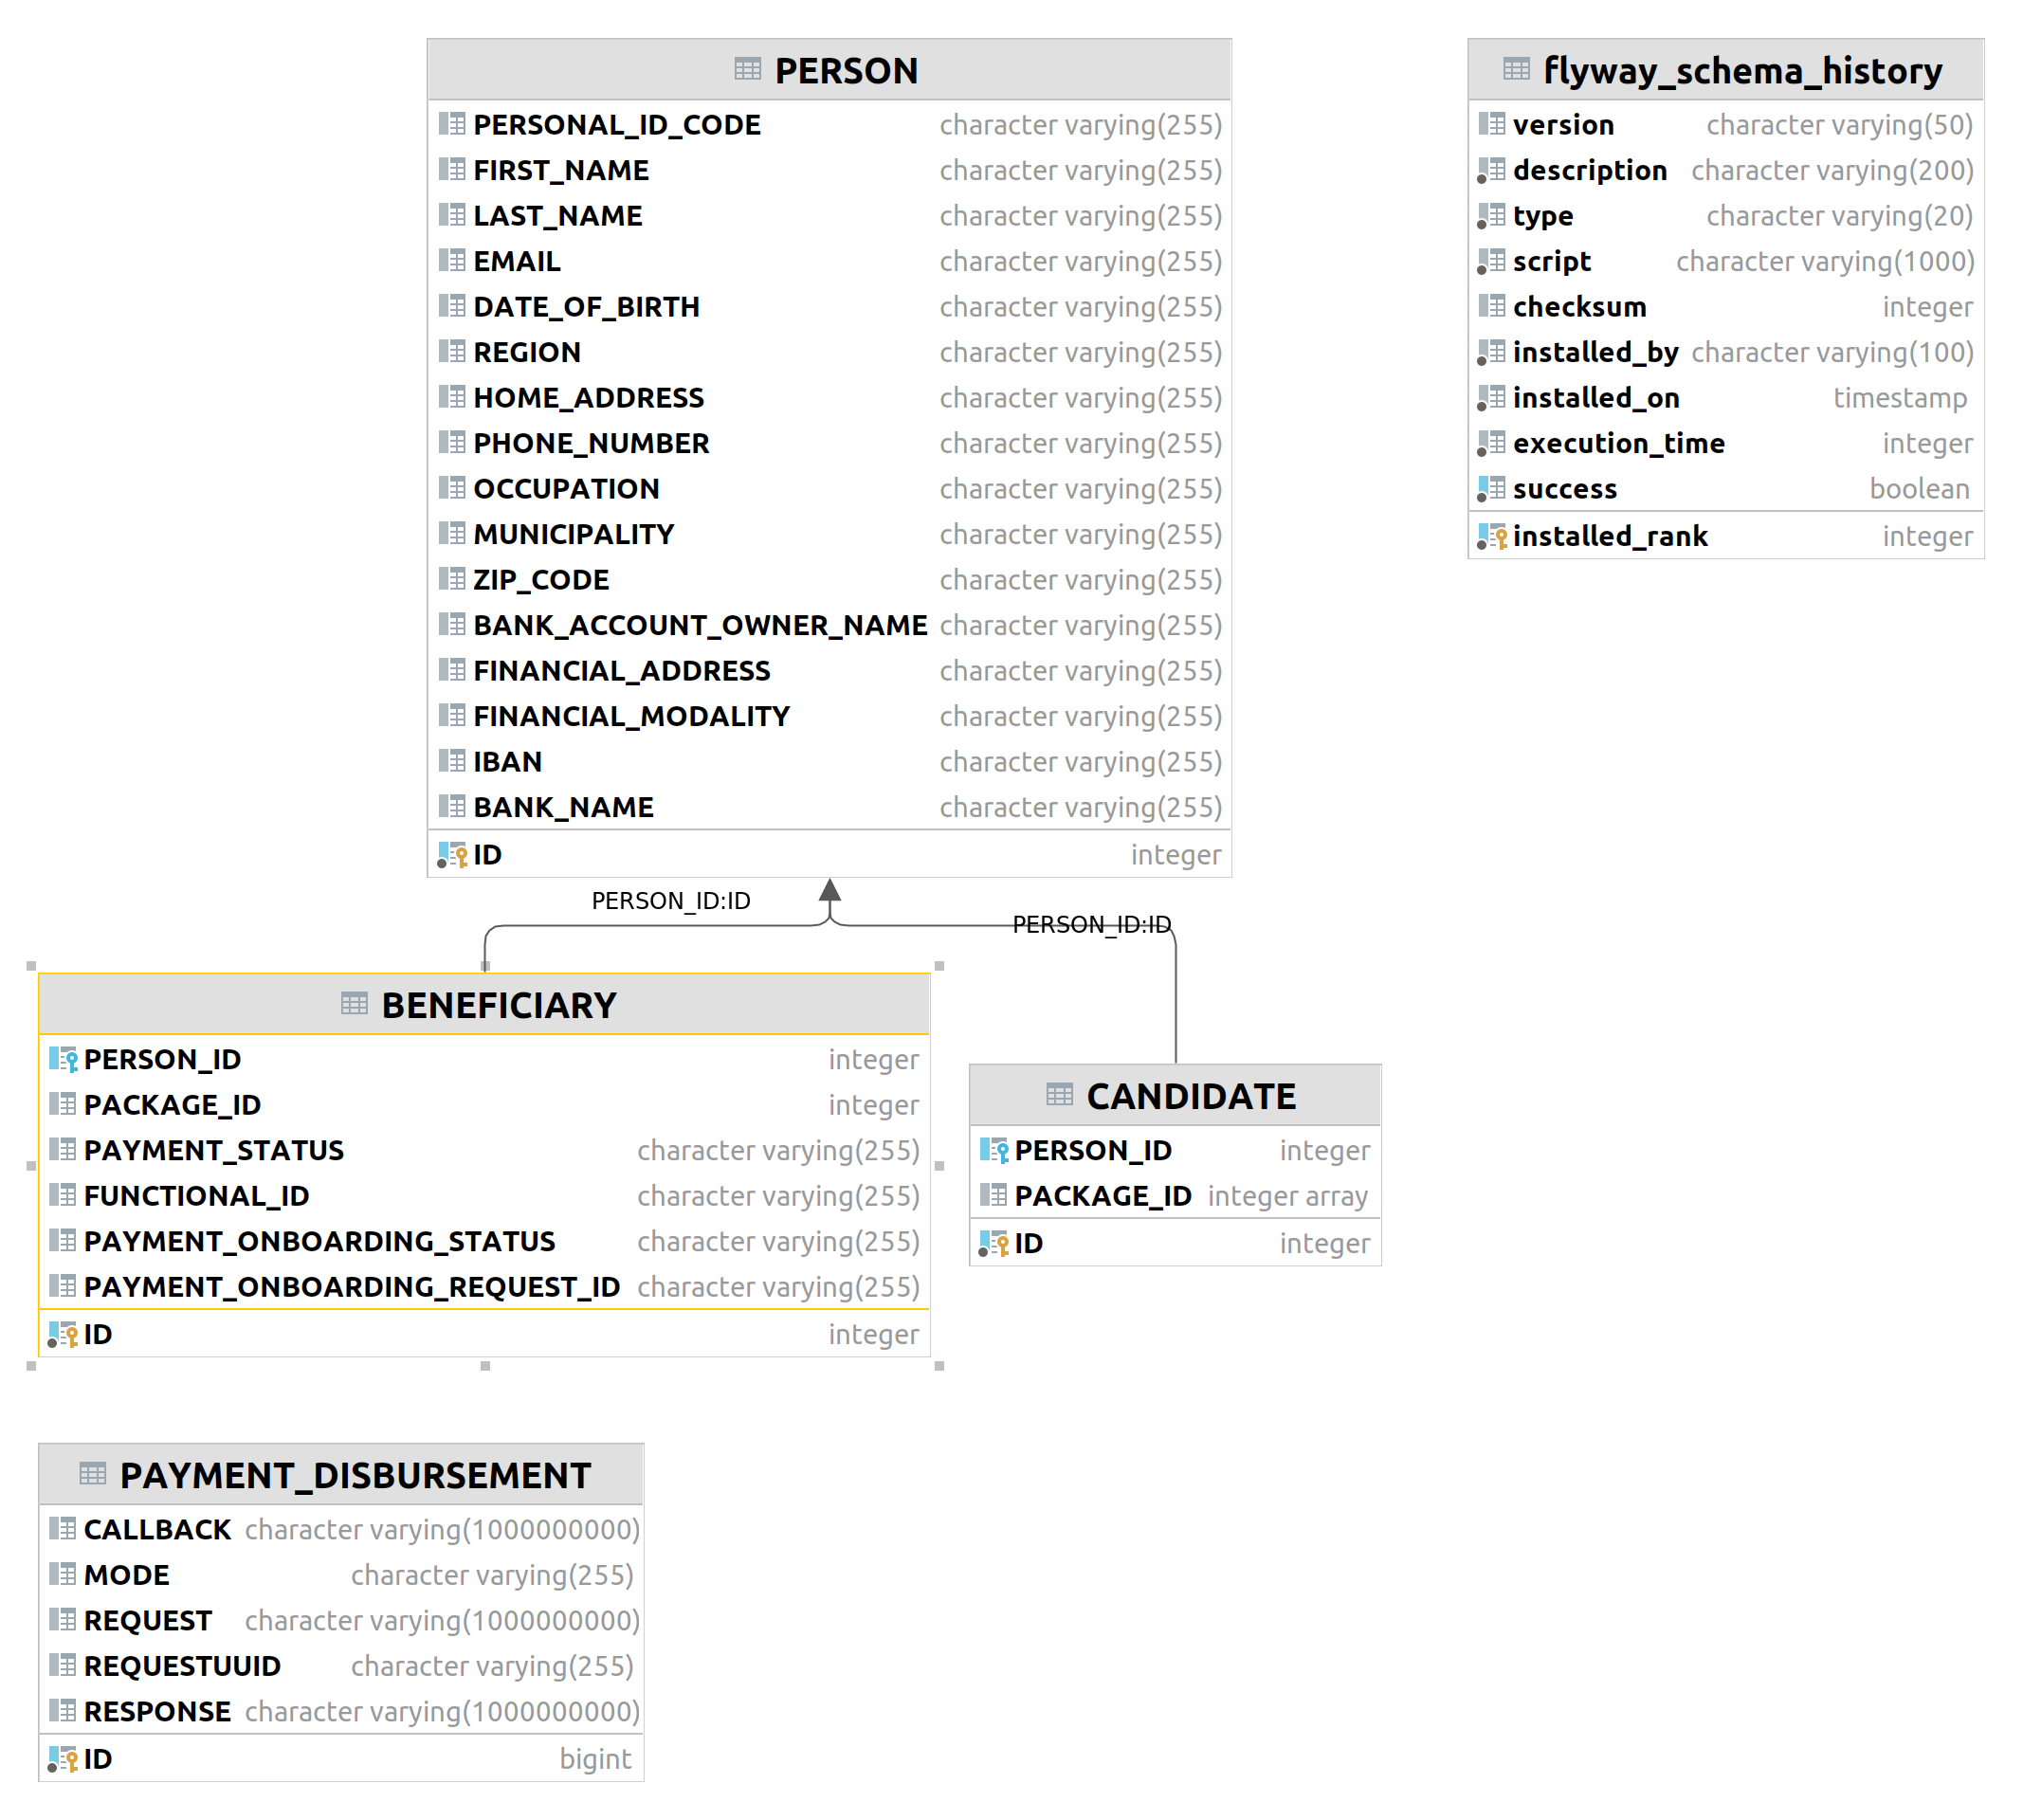 PERSON
PERSONAL_ID_CODE character varying(255)
FIRST_NAME character varying(255)
LAST_NAME character varying(255)
EMAIL character varying(255)
DATE_OF_BIRTH character varying(255)
REGION character varying(255)
HOME_ADDRESS character varying(255)
PHONE_NUMBER character varying(255)
OCCUPATION character varying(255)
MUNICIPALITY character varying(255)
ZIP_CODE character varying(255)
BANK_ACCOUNT_OWNER_NAME character varying(255)
FINANCIAL_ADDRESS character varying(255)
FINANCIAL_MODALITY character varying(255)
IBAN character varying(255)
BANK_NAME character varying(255)
ID integer
flyway_schema_history
version character varying(50)
description character varying(200)
type character varying(20)
script character varying(1000)
checksum integer
installed_by character varying(100)
installed_on timestamp
execution_time integer
success boolean
installed_rank integer
PERSON_ID:ID
PERSON_ID:ID
BENEFICIARY
PERSON_ID integer
PACKAGE_ID integer
PAYMENT_STATUS character varying(255)
FUNCTIONAL_ID character varying(255)
PAYMENT_ONBOARDING_STATUS character varying(255)
PAYMENT_ONBOARDING_REQUEST_ID character varying(255)
ID integer
CANDIDATE
PERSON_ID integer
PACKAGE_ID integer array
ID integer
PAYMENT_DISBURSEMENT
CALLBACK character varying(1000000000)
MODE character varying(255)
REQUEST character varying(1000000000)
REQUESTUUID character varying(255)
RESPONSE character varying(1000000000)
ID bigint